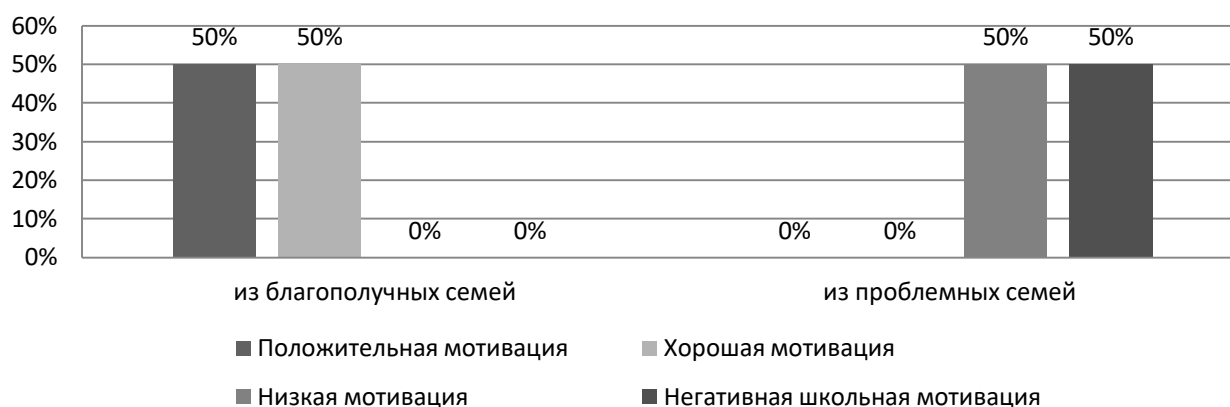 60%
50%
40%
30%
20%
10%
0%
50% 50% 0% 0% 0% 0% 50% 50%
из благополучных семей из проблемных семей
Положительная мотивация Хорошая мотивация
Низкая мотивация Негативная школьная мотивация